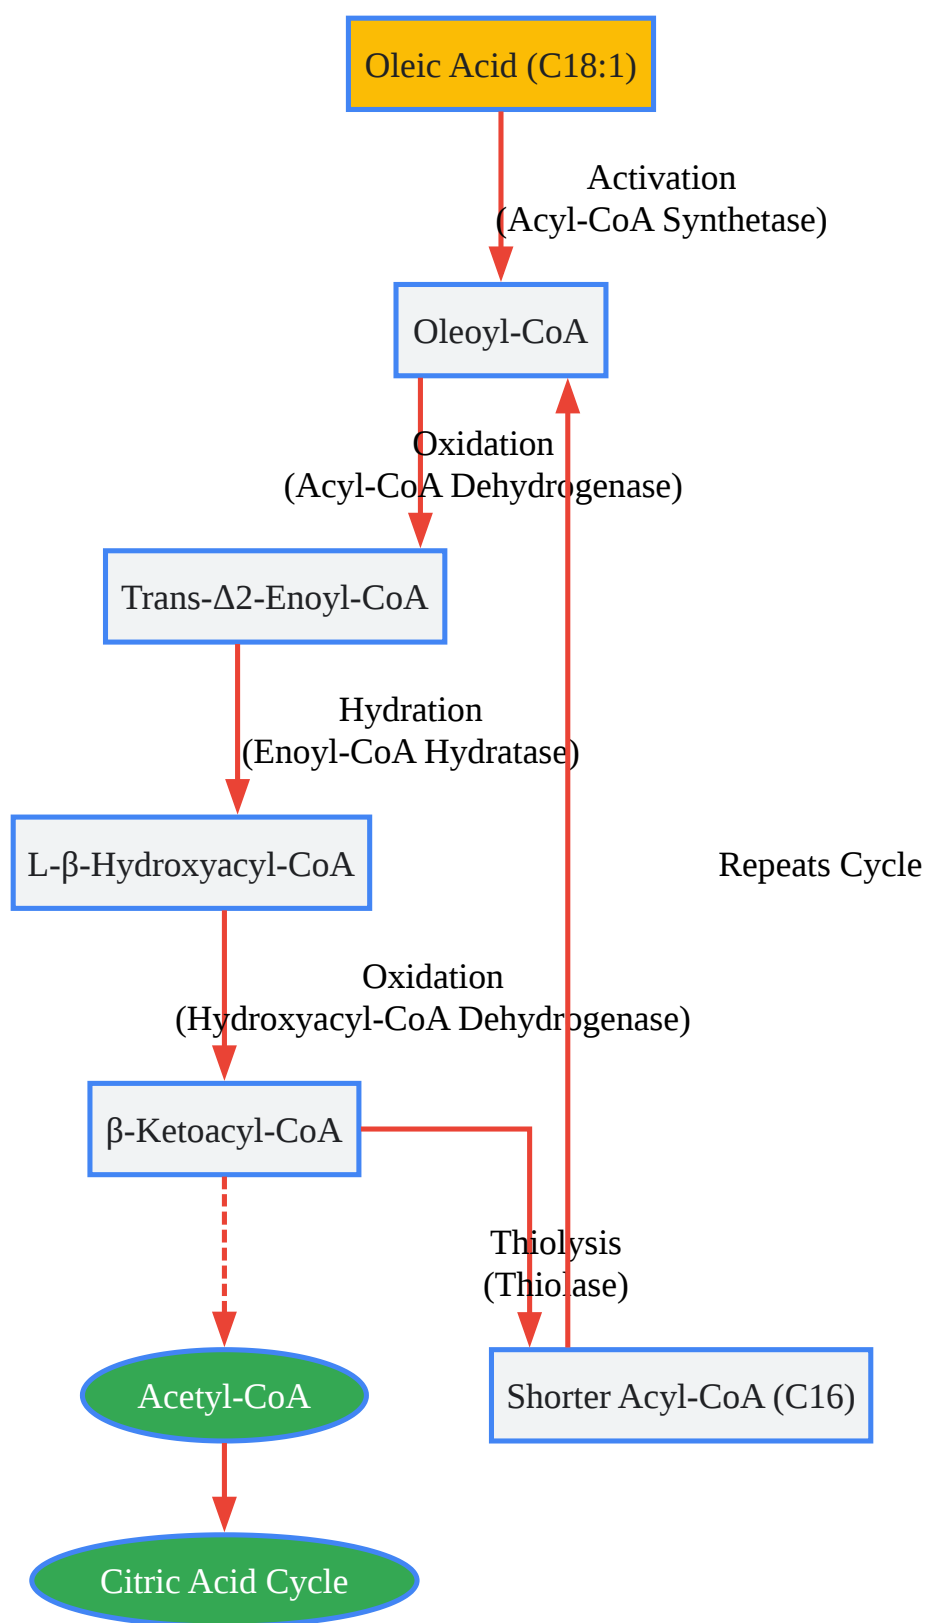 Oleic Acid (C18:1)
Activation
(Acyl-CoA Synthetase)
Oleoyl-CoA
Oxidation
(Acyl-CoA Dehydrogenase)
Trans-Δ2-Enoyl-CoA
Hydration
(Enoyl-CoA Hydratase)
L-β-Hydroxyacyl-CoA
Repeats Cycle
Oxidation
(Hydroxyacyl-CoA Dehydrogenase)
β-Ketoacyl-CoA
Thiolysis
(Thiolase)
Acetyl-CoA
Shorter Acyl-CoA (C16)
Citric Acid Cycle